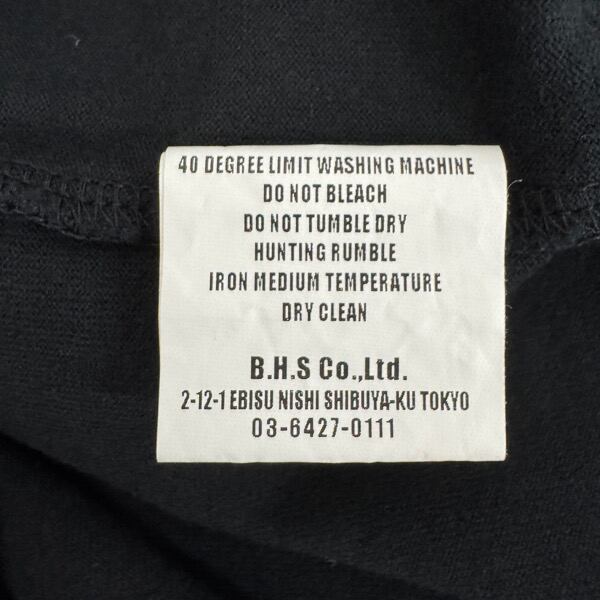 40 DEGREE LIMIT WASHING MACHINE
DO NOT BLEACH
DO NOT TUMBLE DRY
HUNTING RUMBLE
IRON MEDIUM TEMPERATURE
DRY CLEAN
B.H.S Co.,Ltd.
2-12-1 EBISU NISHI SHIBUYA-KU TOKYO
03-6427-0111